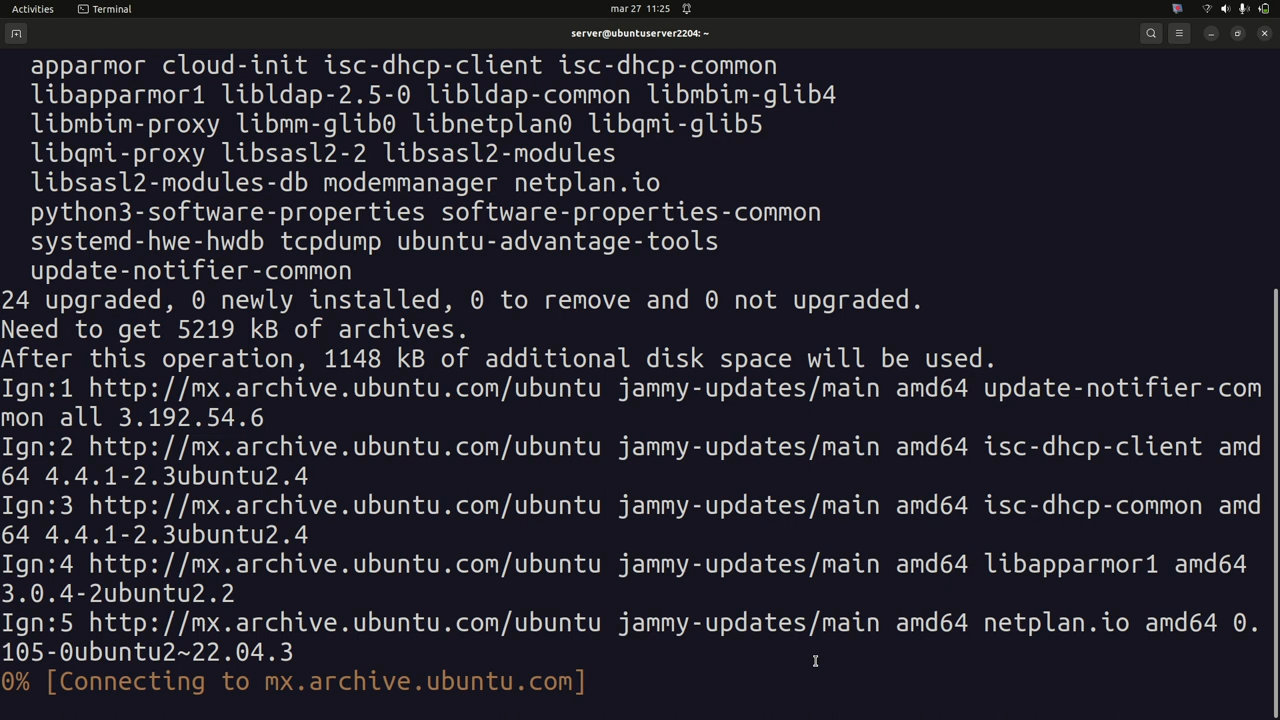 Activities
Terminal
mar 27 11:25
server@ubuntuserver2204: ~
apparmor cloud-init isc-dhcp-client isc-dhcp-common
libapparmor1 libldap-2.5-0 libldap-common libmbim-glib4
libmbim-proxy libmm-glib0 libnetplan0 libqmi-glib5
libqmi-proxy libsasl2-2 libsasl2-modules
libsasl2-modules-db modemmanager netplan.io
python3-software-properties software-properties-common
systemd-hwe-hwdb tcpdump ubuntu-advantage-tools
update-notifier-common
24 upgraded, 0 newly installed, 0 to remove and 0 not upgraded.
Need to get 5219 kB of archives.
After this operation, 1148 kB of additional disk space will be used.
Ign:1 http://mx.archive.ubuntu.com/ubuntu jammy-updates/main amd64 update-notifier-com
mon all 3.192.54.6
Ign:2 http://mx.archive.ubuntu.com/ubuntu jammy-updates/main amd64 isc-dhcp-client amd
64 4.4.1-2.3ubuntu2.4
Ign:3 http://mx.archive.ubuntu.com/ubuntu jammy-updates/main amd64 isc-dhcp-common amd
64 4.4.1-2.3ubuntu2.4
Ign:4 http://mx.archive.ubuntu.com/ubuntu jammy-updates/main amd64 libapparmor1 amd64
3.0.4-2ubuntu2.2
Ign:5 http://mx.archive.ubuntu.com/ubuntu jammy-updates/main amd64 netplan.io amd64 0.
105-0ubuntu2~22.04.3
0% [Connecting to mx.archive.ubuntu.com]